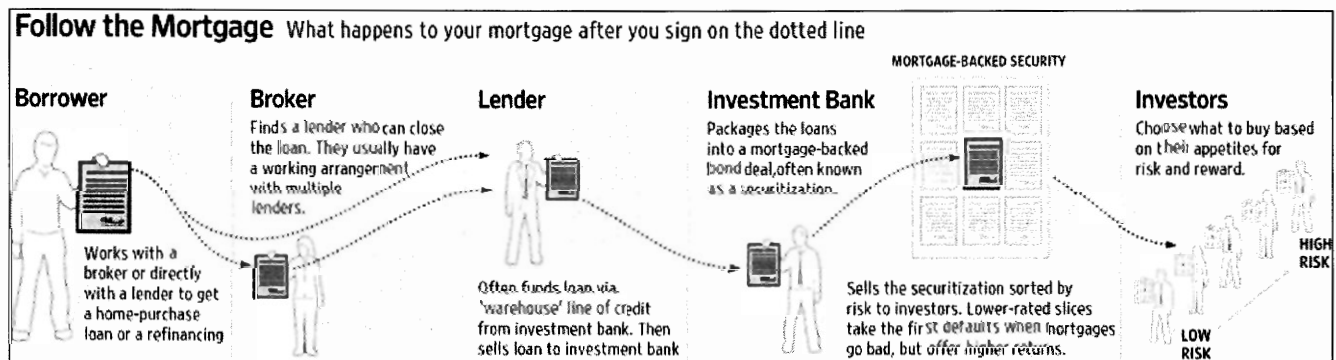 Follow the Mortgage What happens to your mortgage after you sign on the dotted line
Borrower
Works with a
broker or directly
with a lender to get
a home-purchase
loan or a refinancing
Broker
Finds a lender who can close
the loan. They usually have
a working arrangement
with multiple
lenders.
Lender
Often funds loan via
'warehouse' line of credit
from investment bank. Then
sells loan to investment bank
Investment Bank
Packages the loans
into a mortgage-backed
bond deal, often known
as a securitization.
MORTGAGE-BACKED SECURITY
Sells the securitization sorted by
risk to investors. Lower-rated slices
take the first defaults when mortgages
go bad, but offer higher returns.
Investors
Choose what to buy based
on their appetites for
risk and reward.
HIGH
RISK
LOW
RISK